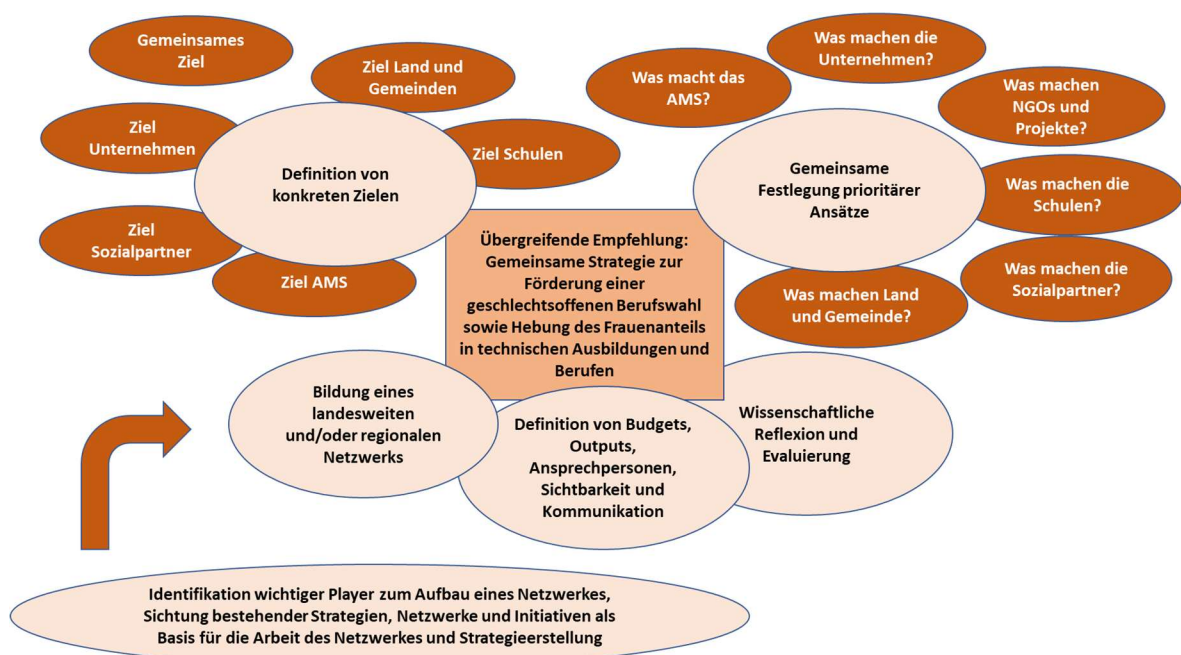 Gemeinsames
Ziel
Ziel Land und
Gemeinden
Ziel
Unternehmen
Ziel Schulen
Definition von
konkreten Zielen
Ziel
Sozialpartner
Ziel AMS
Was machen die
Unternehmen?
Was macht das
AMS?
Was machen
NGOs und
Projekte?
Gemeinsame
Festlegung prioritärer
Ansätze
Was machen die
Schulen?
Was machen die
Sozialpartner?
Was machen Land
und Gemeinde?
Übergreifende Empfehlung:
Gemeinsame Strategie zur
Förderung einer
geschlechtsoffenen Berufswahl
sowie Hebung des Frauenanteils
in technischen Ausbildungen und
Berufen
Bildung eines
landesweiten
und/oder regionalen
Netzwerks
Definition von Budgets,
Outputs,
Ansprechpersonen,
Sichtbarkeit und
Kommunikation
Wissenschaftliche
Reflexion und
Evaluierung
Identifikation wichtiger Player zum Aufbau eines Netzwerkes,
Sichtung bestehender Strategien, Netzwerke und Initiativen als
Basis für die Arbeit des Netzwerkes und Strategieerstellung